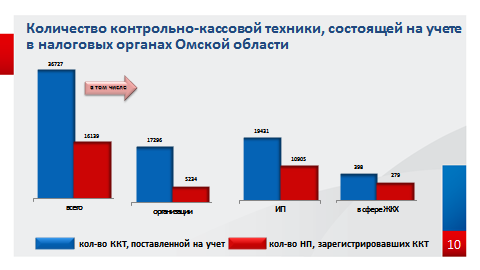 Количество контрольно-кассовой техники, состоящей на учете
в налоговых органах Омской области
36727
в том числе
16139
17296
5234
19431
10905
398
279
всего
организации
ИП
в сфере ЖКХ
кол-во ККТ, поставленной на учет
кол-во НП, зарегистрировавших ККТ
10